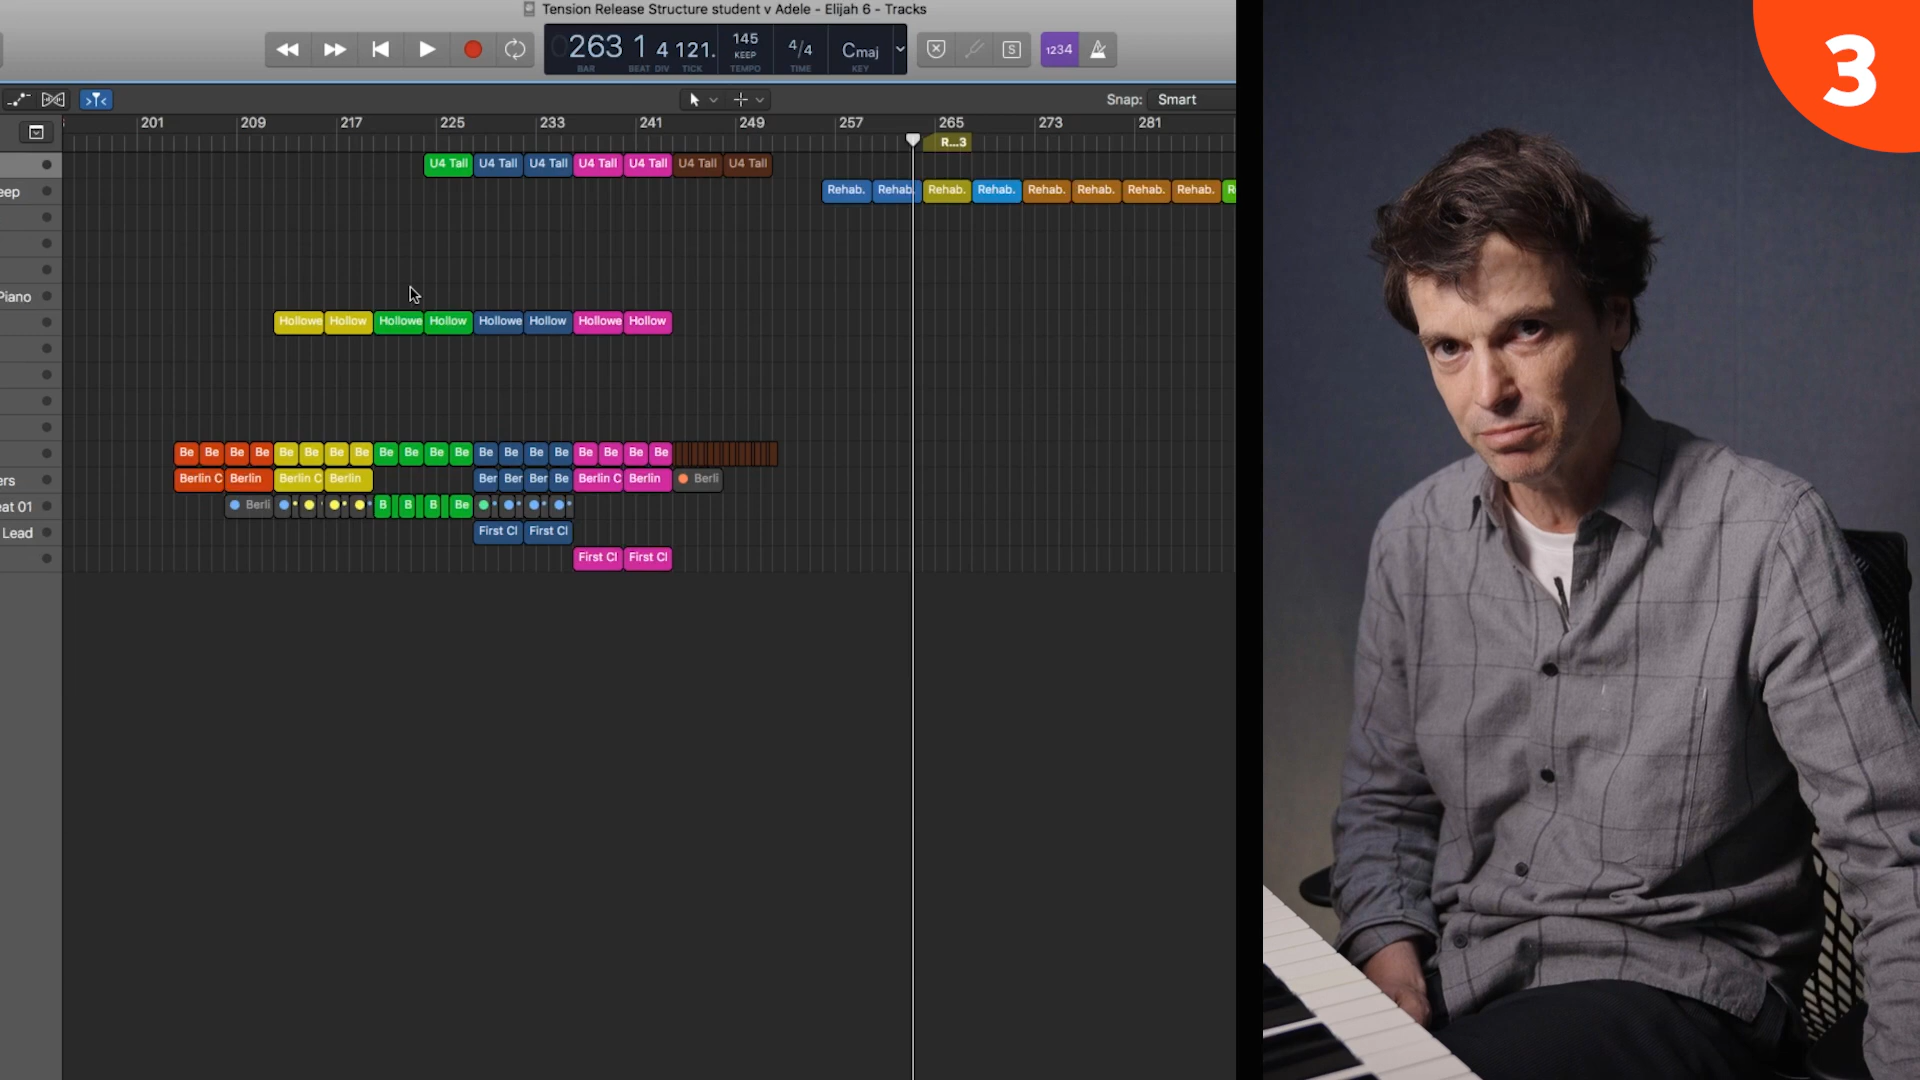 Tension Release Structure student v Adele - Elijah 6 - Tracks
3
263 1 4 121. 145 KEEP 4/4 Cmaj
BAR BEAT DIV TICK TEMPO TIME KEY
S 1234
Snap: Smart
201 209 217 225 233 241 249 257 265 273 281
R...3
U4 Tall U4 Tall U4 Tall U4 Tall U4 Tall U4 Tall U4 Tall
eep Rehab. Rehab. Rehab. Rehab. Rehab. Rehab. Rehab. Rehab. R
Piano
Hollowe Hollow Hollowe Hollow Hollowe Hollow Hollowe Hollow
Be Be Be Be Be Be Be Be Be Be Be Be Be Be Be Be Be Be Be Be
ers Berlin C Berlin Berlin C Berlin Ber Ber Ber Be Berlin C Berlin Berli
eat 01 Berli B B B Be
Lead First Cl First Cl
First Cl First Cl